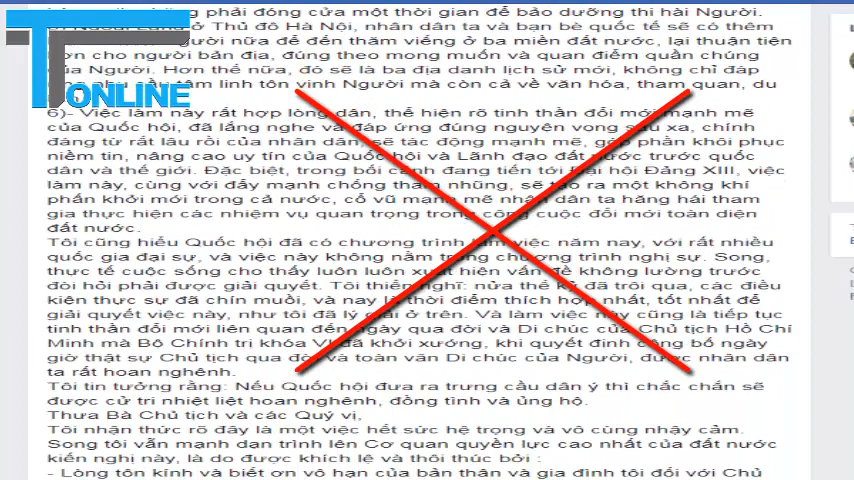 phải đóng cửa một thời gian để bảo dưỡng thi hài Người.
ở Thủ đô Hà Nội, nhân dân ta và bạn bè quốc tế sẽ có thêm
người nữa để đến thăm viếng ở ba miền đất nước, lại thuận tiện
hơn cho người bản địa, đúng theo mong muốn và quan điểm quần chúng
của Người. Hơn thế nữa, đó sẽ là ba địa danh lịch sử mới, không chỉ đáp
cầu tâm linh tôn vinh Người mà còn cả về văn hóa, tham quan, du
TF
ONLINE
6)- Việc làm này rất hợp lòng dân, thể hiện rõ tinh thần đổi mới mạnh mẽ
của Quốc hội, đã lắng nghe và đáp ứng đúng nguyện vọng sâu xa, chính
đáng từ rất lâu rồi của nhân dân, sẽ tác động mạnh mẽ, góp phần khôi phục
niềm tin, nâng cao uy tín của Quốc hội và Lãnh đạo đất nước trước quốc
dân và thế giới. Đặc biệt, trong bối cảnh đang tiến tới Đại hội Đảng XIII, việc
làm này, cùng với đẩy mạnh chống tham nhũng, sẽ tạo ra một không khí
phấn khởi mới trong cả nước, cổ vũ mạnh mẽ nhân dân ta hăng hái tham
gia thực hiện các nhiệm vụ quan trọng trong công cuộc đổi mới toàn diện
đất nước.
Tôi cũng hiểu Quốc hội đã có chương trình làm việc năm nay, với rất nhiều
quốc gia đại sự, và việc này không nằm trong chương trình nghị sự. Song,
thực tế cuộc sống cho thấy luôn luôn xuất hiện vấn đề không lường trước
đòi hỏi phải được giải quyết. Tôi thiển nghĩ: nửa thế kỷ đã trôi qua, các điều
kiện thực sự đã chín muồi, và nay là thời điểm thích hợp nhất, tốt nhất để
giải quyết việc này, như tôi đã lý giải ở trên. Và làm việc này cũng là tiếp tục
tinh thần đổi mới liên quan đến ngày qua đời và Di chúc của Chủ tịch Hồ Chí
Minh mà Bộ Chính trị khóa VI đã khởi xướng, khi quyết định công bố ngày
giờ thật sự Chủ tịch qua đời và toàn văn Di chúc của Người, được nhân dân
ta rất hoan nghênh.
Tôi tin tưởng rằng: Nếu Quốc hội đưa ra trưng cầu dân ý thì chắc chắn sẽ
được cử tri nhiệt liệt hoan nghênh, đồng tình và ủng hộ.
Thưa Bà Chủ tịch và các Quý vị,
Tôi nhận thức rõ đây là một việc hết sức hệ trọng và vô cùng nhạy cảm.
Song tôi vẫn mạnh dạn trình lên Cơ quan quyền lực cao nhất của đất nước
kiến nghị này, là do được khích lệ và thôi thúc bởi :
- Lòng tôn kính và biết ơn vô hạn của bản thân và gia đình tôi đối với Chủ